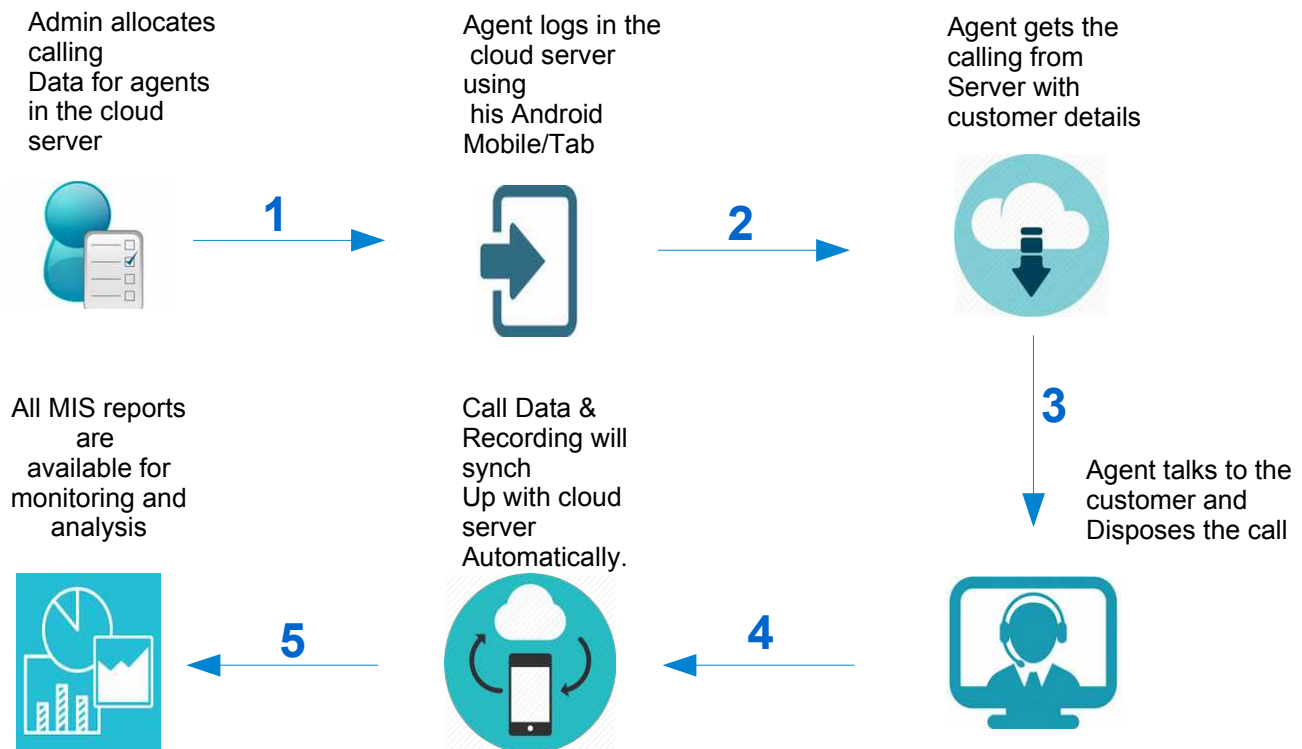 Admin allocates
calling
Data for agents
in the cloud
server
Agent logs in the
cloud server
using
his Android
Mobile/Tab
Agent gets the
calling from
Server with
customer details
1
2
3
Agent talks to the
customer and
Disposes the call
4
Call Data &
Recording will
synch
Up with cloud
server
Automatically.
5
All MIS reports
are
available for
monitoring and
analysis